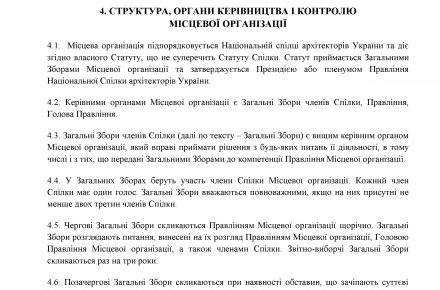 4. СТРУКТУРА, ОРГАНИ КЕРІВНИЦТВА І КОНТРОЛЮ
МІСЦЕВОЇ ОРГАНІЗАЦІЇ
4.1. Місцева організація підпорковується Національній спілці архітекторів України та діє
згідно власного Статуту, що не суперечить Статуту Спілки. Статут приймається Загальними
Зборами Місцевої організації та затверджується Президією або пленумом Правління
Національної Спілки архітекторів України.
4.2. Керівними органами Місцевої організації є Загальні Збори членів Спілки, Правління,
Голова Правління.
4.3. Загальні Збори членів Спілки (далі по тексту – Загальні Збори) є вищим керівним органом
Місцевої організації, який вправі приймати рішення з будь-яких питань її діяльності, в тому
числі і з тих, що передані Загальними Зборами до компетенції Правління Місцевої організації.
4.4. У Загальних Зборах беруть участь члени Спілки Місцевої організації. Кожний член
Спілки має один голос. Загальні Збори вважаються повноважними, якщо на них присутні не
менше двох третин членів Спілки.
4.5. Чергові Загальні Збори скликаються Правлінням Місцевої організації щорічно. Загальні
Збори розглядають питання, винесені на їх розгляд Правлінням Місцевої організації, Головою
Правління Місцевої організації, а також членами Спілки. Звітно-виборчі Загальні Збори
скликаються раз на три роки.
4.6. Позачергові Загальні Збори скликаються при наявності обставин, що зачіпають суттєві